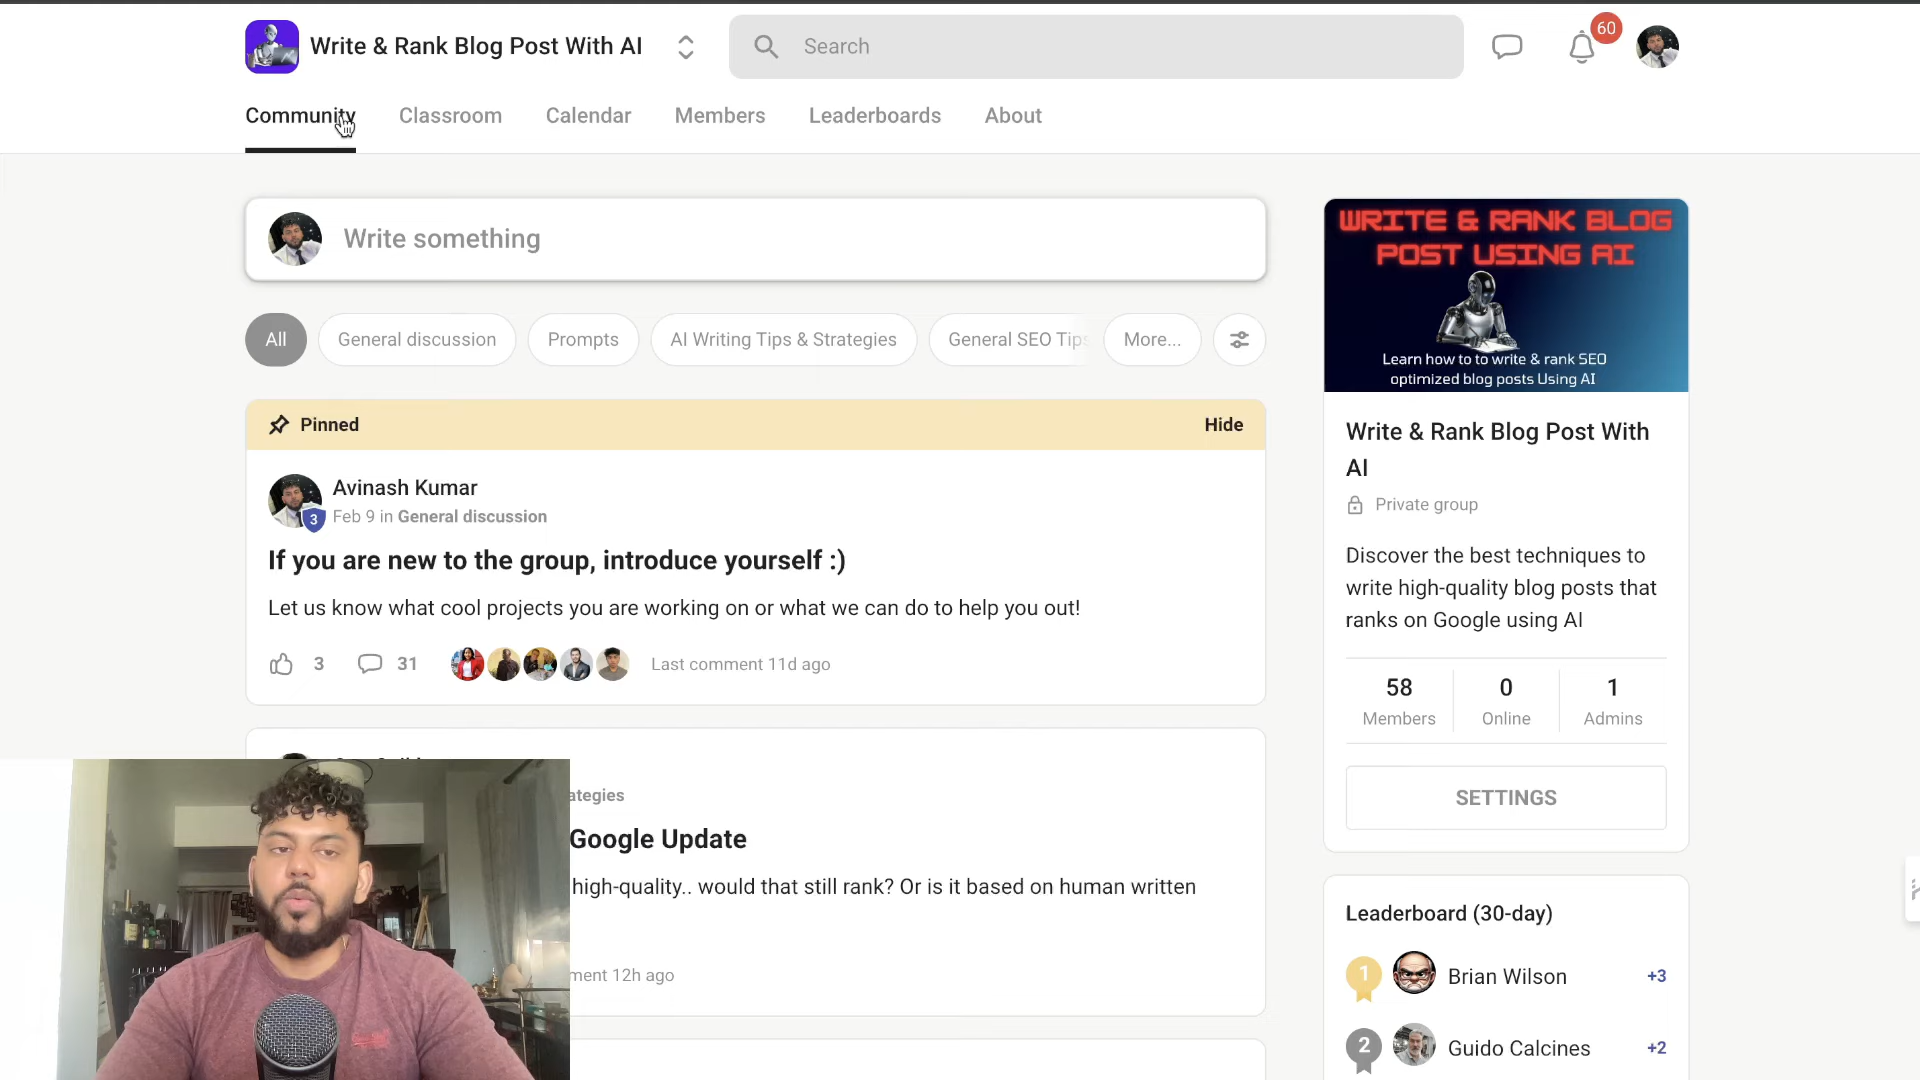 Write & Rank Blog Post With AI
Search
60
Community
Classroom
Calendar
Members
Leaderboards
About
Write something
All
General discussion
Prompts
AI Writing Tips & Strategies
General SEO Tips
More...
Pinned
Hide
Avinash Kumar
3
Feb 9 in General discussion
If you are new to the group, introduce yourself :)
Let us know what cool projects you are working on or what we can do to help you out!
3
31
Last comment 11d ago
ategies
Google Update
high-quality.. would that still rank? Or is it based on human written
ment 12h ago
WRITE & RANK BLOG
POST USING AI
Learn how to to write & rank SEO
optimized blog posts Using AI
Write & Rank Blog Post With
AI
Private group
Discover the best techniques to
write high-quality blog posts that
ranks on Google using AI
58
Members
0
Online
1
Admins
SETTINGS
Leaderboard (30-day)
1
Brian Wilson
+3
2
Guido Calcines
+2